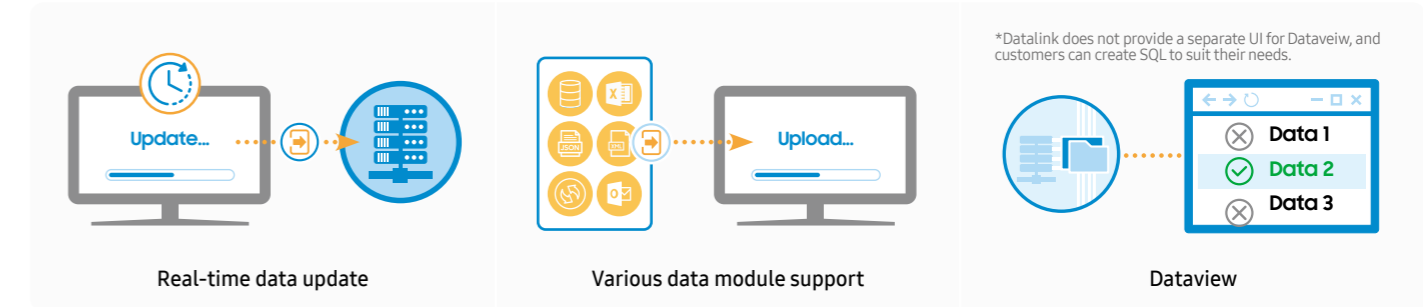 Update...
Real-time data update
X
JSON
XML
Upload...
Various data module support
*Datalink does not provide a separate UI for Dataveiw, and
customers can create SQL to suit their needs.
Data 1
Data 2
Data 3
Dataview